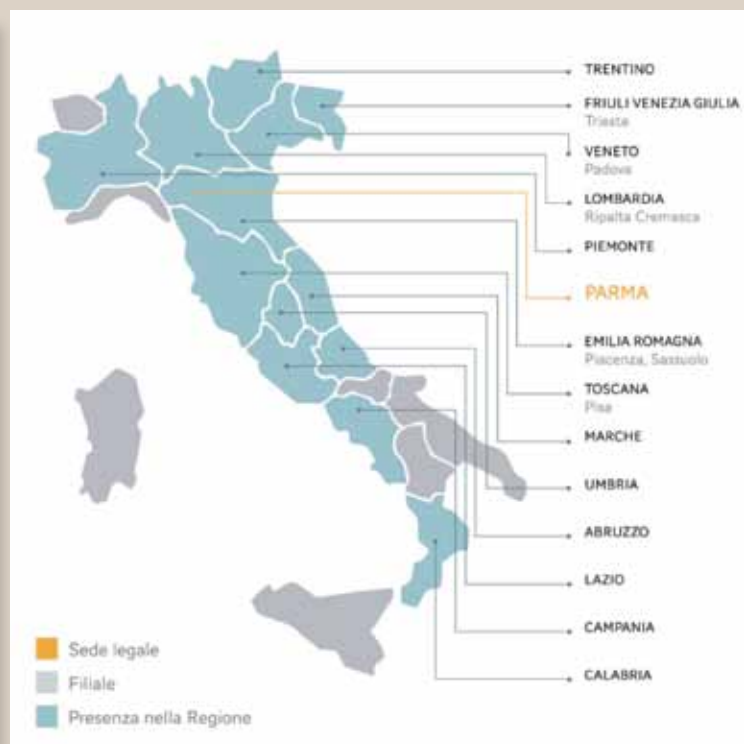 TRENTINO
FRIULI VENEZIA GIULIA
Trieste
VENETO
Padova
LOMBARDIA
Ripalta Cremasca
PIEMONTE
PARMA
EMILIA ROMAGNA
Piacenza, Sassuolo
TOSCANA
Pisa
MARCHE
UMBRIA
ABRUZZO
LAZIO
CAMPANIA
CALABRIA
Sede legale
Filiale
Presenza nella Regione